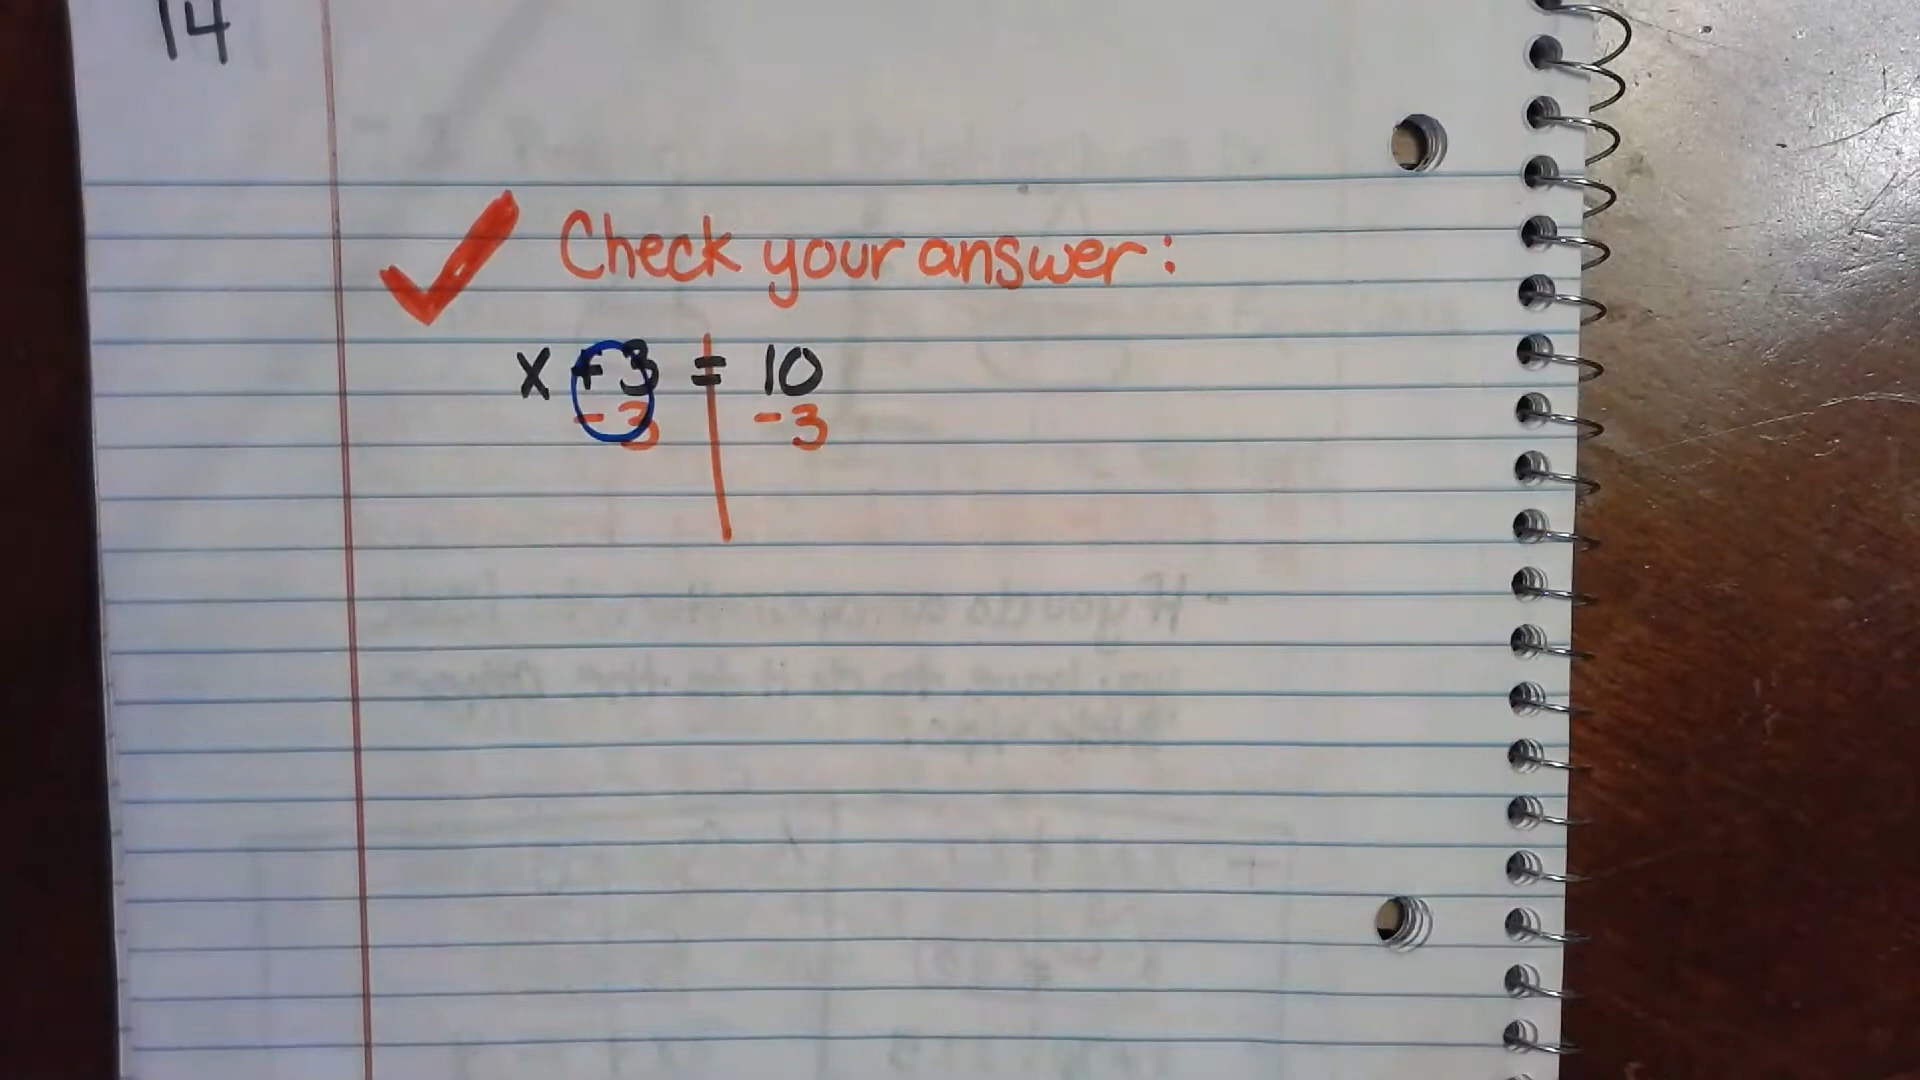 14
Check your answer:
x + 3 = 10
- 3 - 3